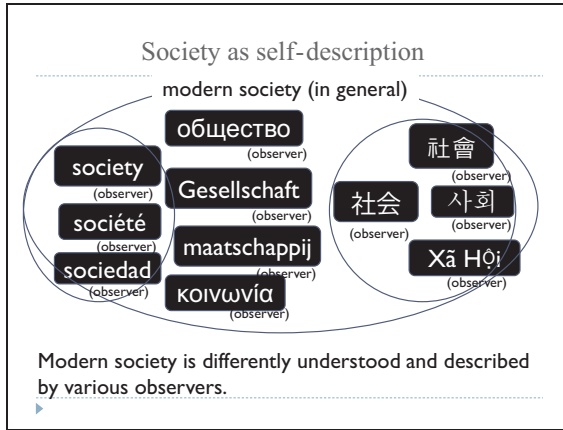 Society as self-description
modern society (in general)
общество
(observer)
society
(observer)
Gesellschaft
(observer)
société
(observer)
maatschappij
(observer)
sociedad
(observer)
κοινωνία
(observer)
社會
(observer)
社会
(observer)
사회
(observer)
Xã Hội
(observer)
Modern society is differently understood and described
by various observers.